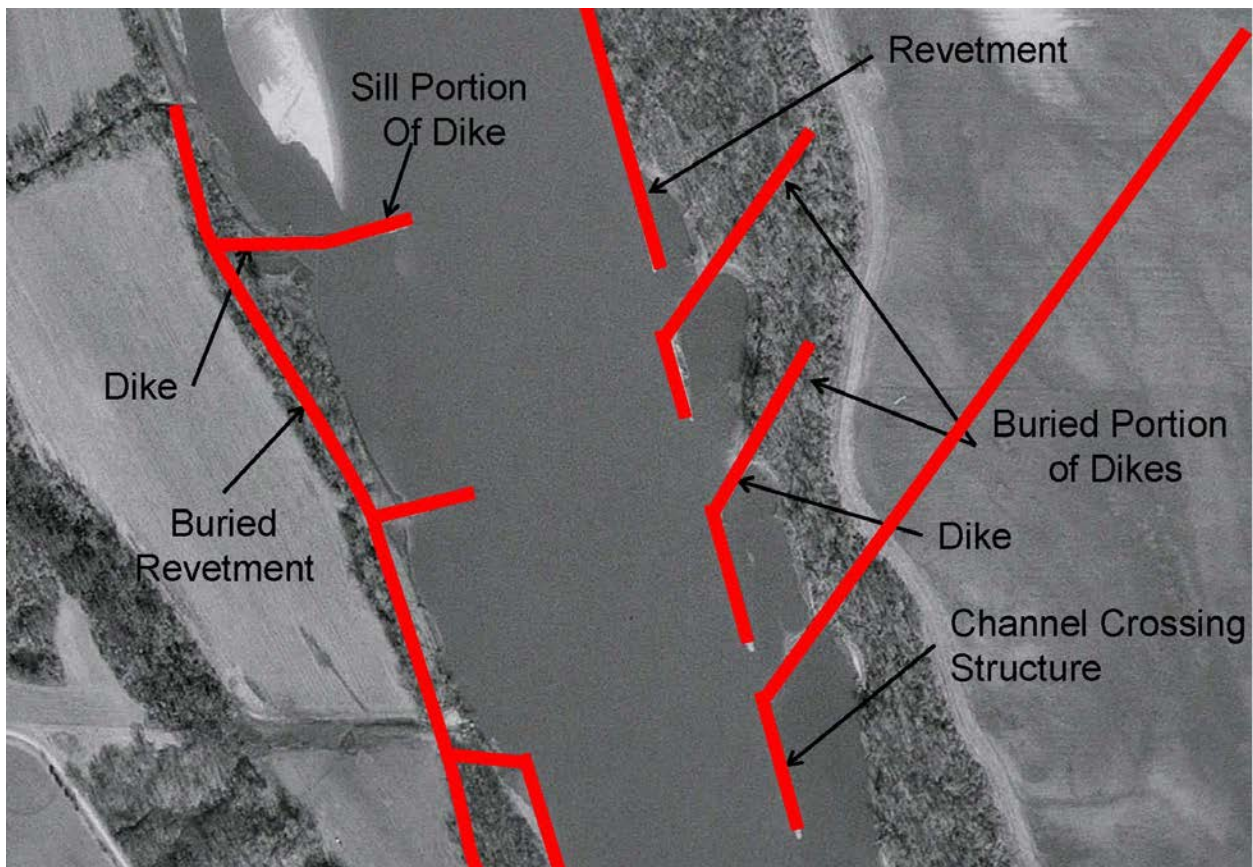 Revetment
Sill Portion
Of Dike
Dike
Buried
Revetment
Buried Portion
of Dikes
Dike
Channel Crossing
Structure